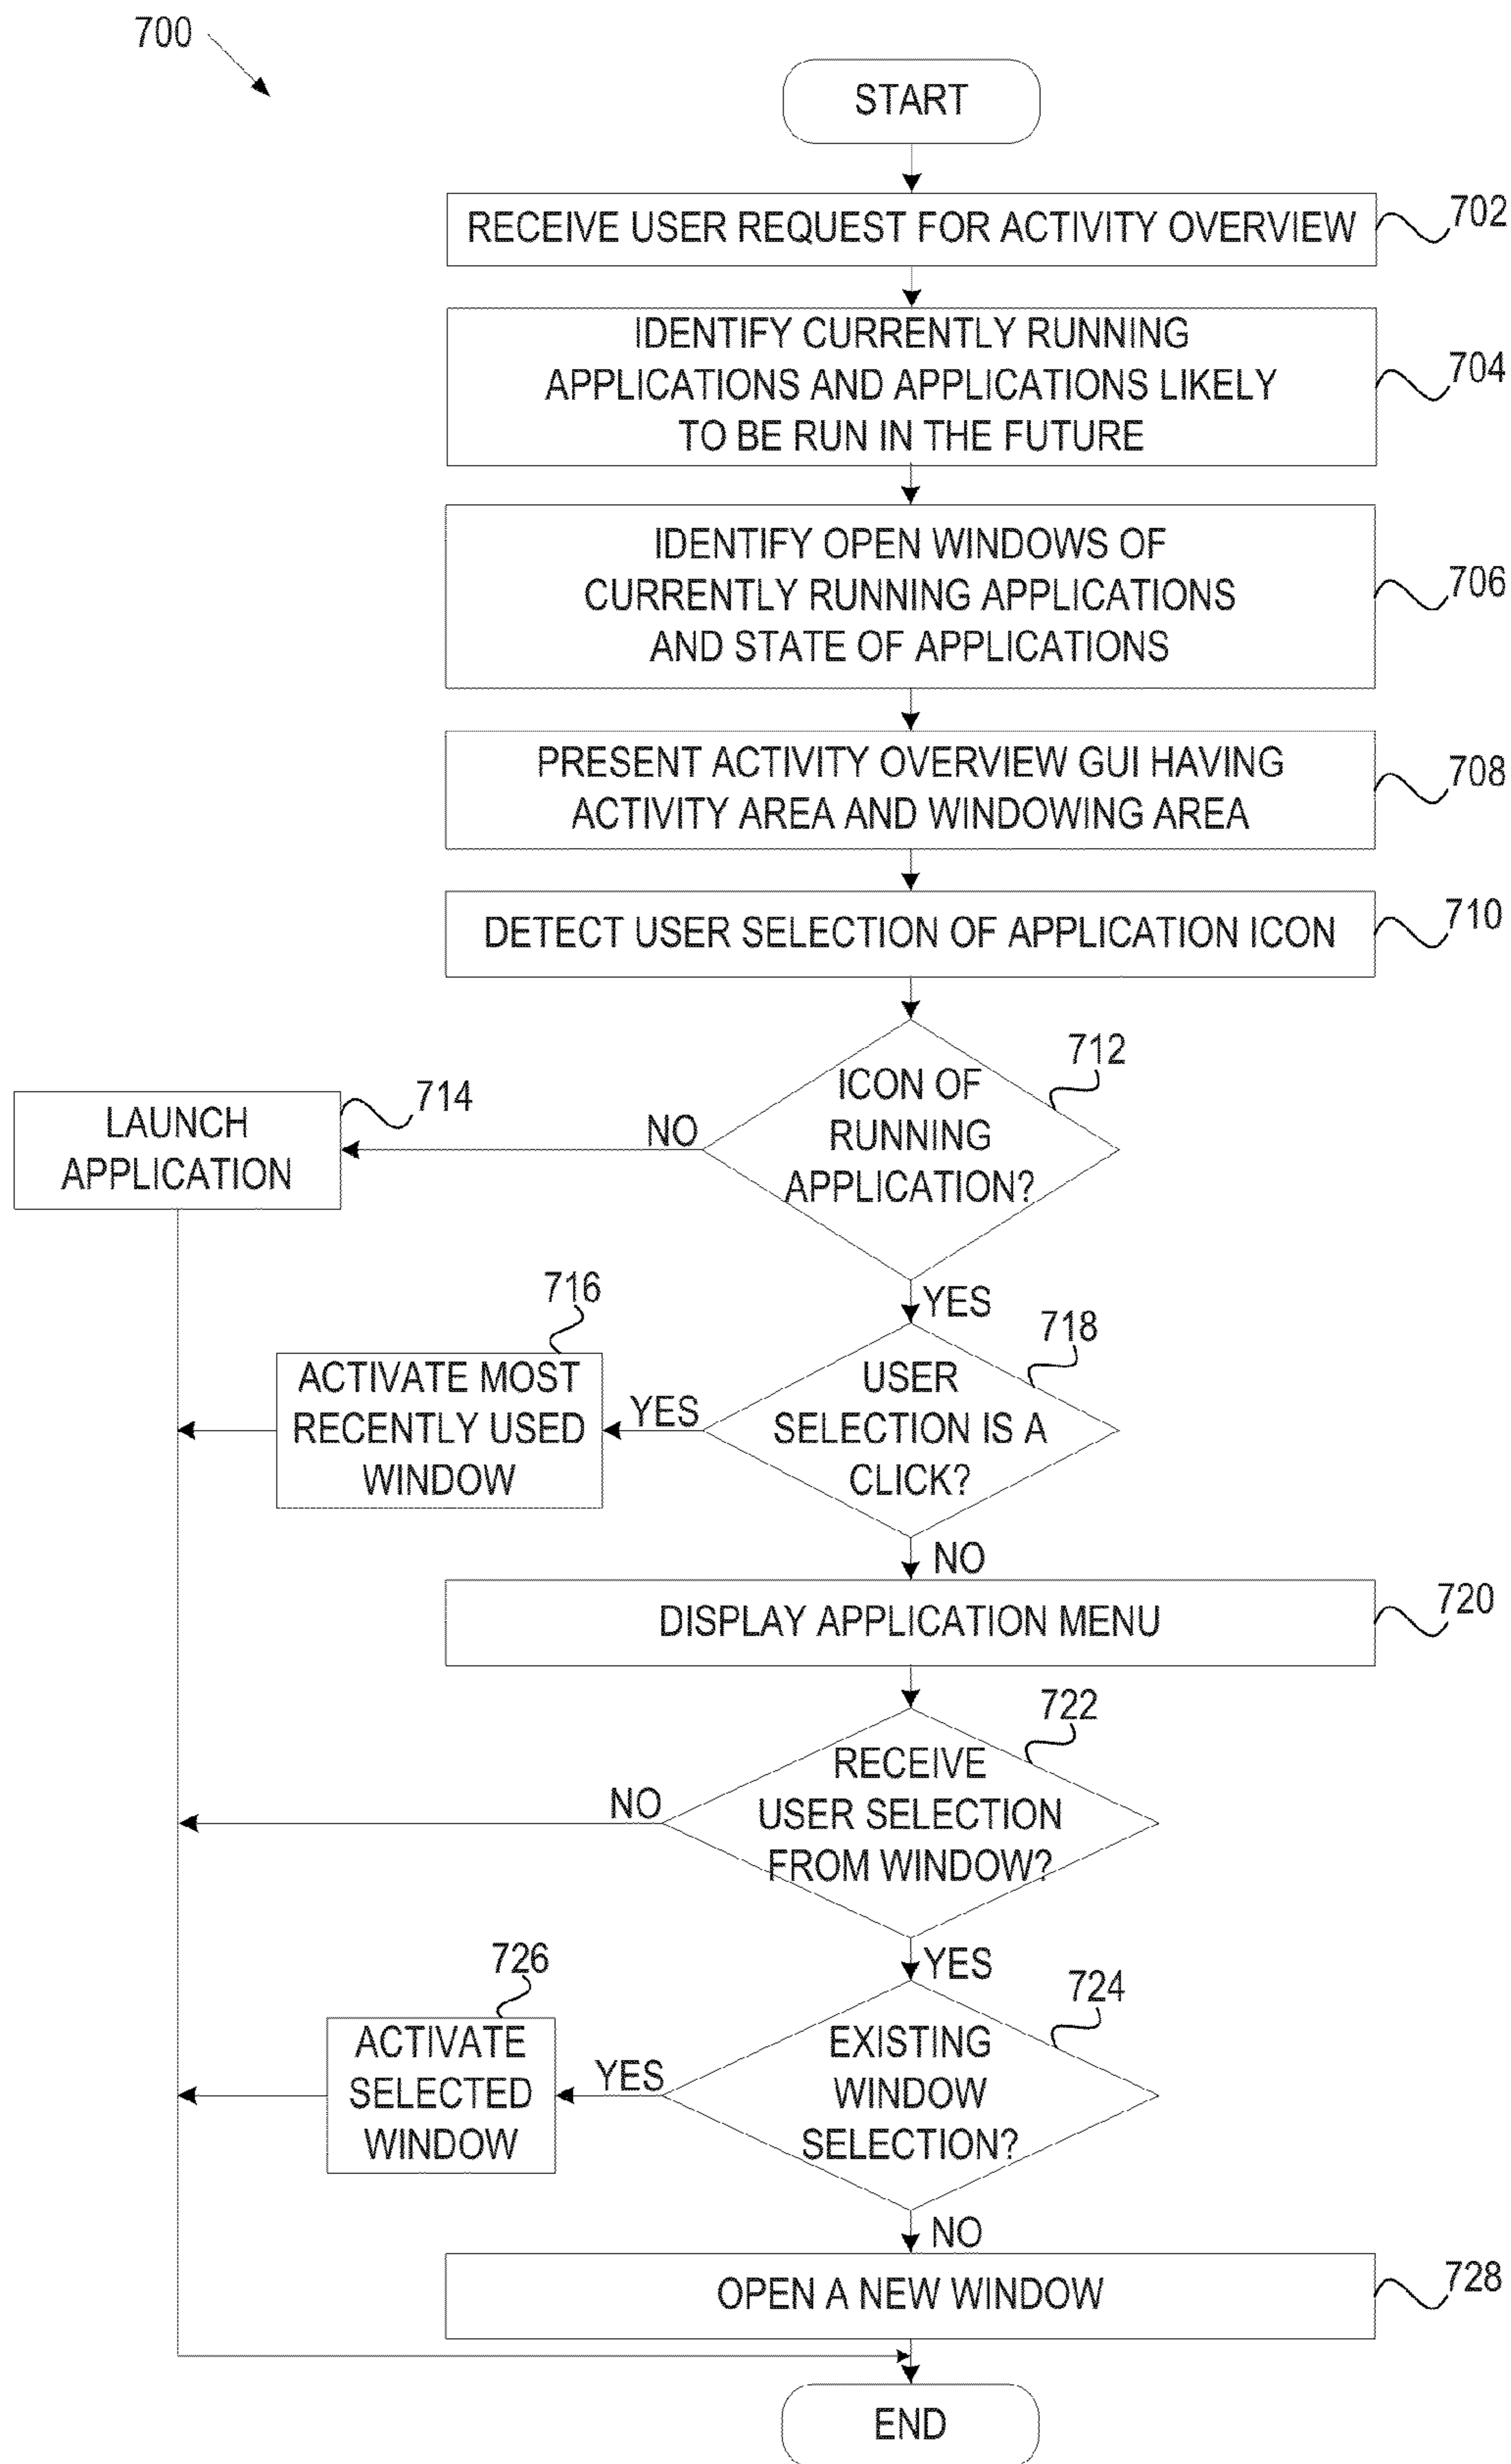 700
START
RECEIVE USER REQUEST FOR ACTIVITY OVERVIEW
702
IDENTIFY CURRENTLY RUNNING
APPLICATIONS AND APPLICATIONS LIKELY
TO BE RUN IN THE FUTURE
704
IDENTIFY OPEN WINDOWS OF
CURRENTLY RUNNING APPLICATIONS
AND STATE OF APPLICATIONS
706
PRESENT ACTIVITY OVERVIEW GUI HAVING
ACTIVITY AREA AND WINDOWING AREA
708
DETECT USER SELECTION OF APPLICATION ICON
710
712
ICON OF
RUNNING
APPLICATION?
NO
714
LAUNCH
APPLICATION
YES
716
718
USER
SELECTION IS A
CLICK?
YES
ACTIVATE MOST
RECENTLY USED
WINDOW
NO
DISPLAY APPLICATION MENU
720
722
RECEIVE
USER SELECTION
FROM WINDOW?
NO
YES
726
724
EXISTING
WINDOW
SELECTION?
YES
ACTIVATE
SELECTED
WINDOW
NO
OPEN A NEW WINDOW
728
END